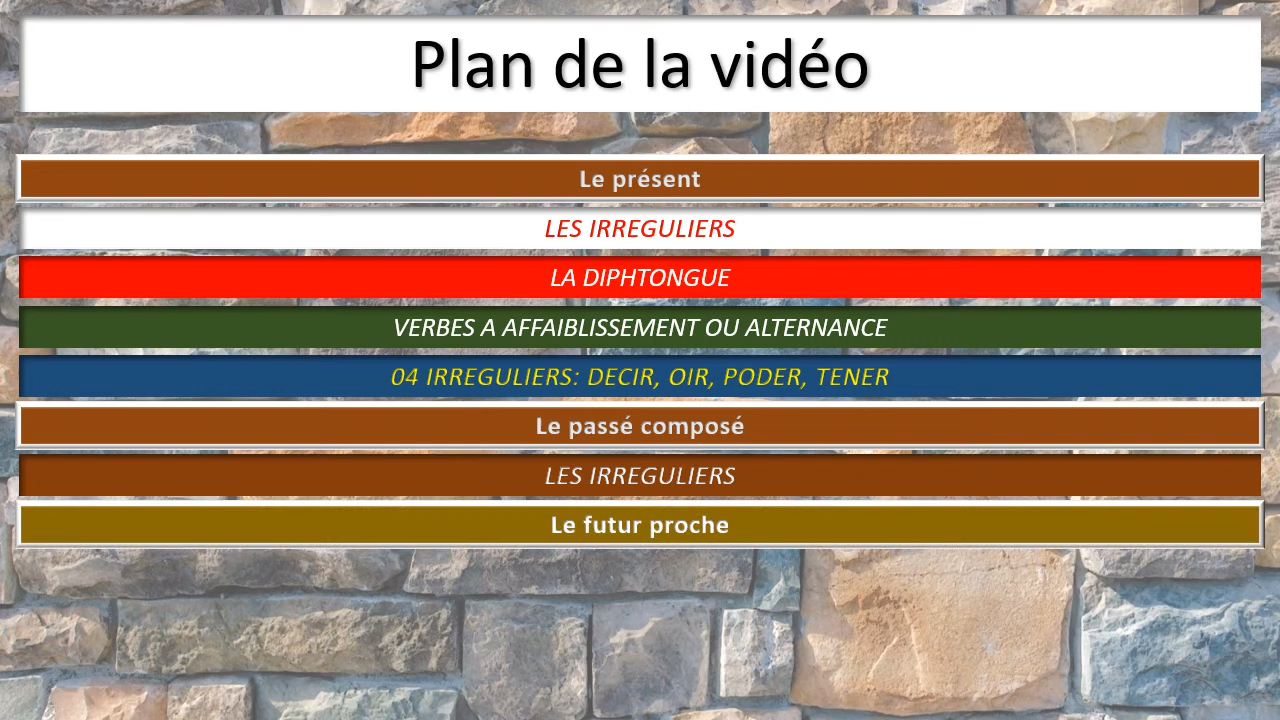 Plan de la vidéo
Le présent
LES IRREGULIERS
LA DIPHTONGUE
VERBES A AFFAIBLISSEMENT OU ALTERNANCE
04 IRREGULIERS: DECIR, OIR, PODER, TENER
Le passé composé
LES IRREGULIERS
Le futur proche